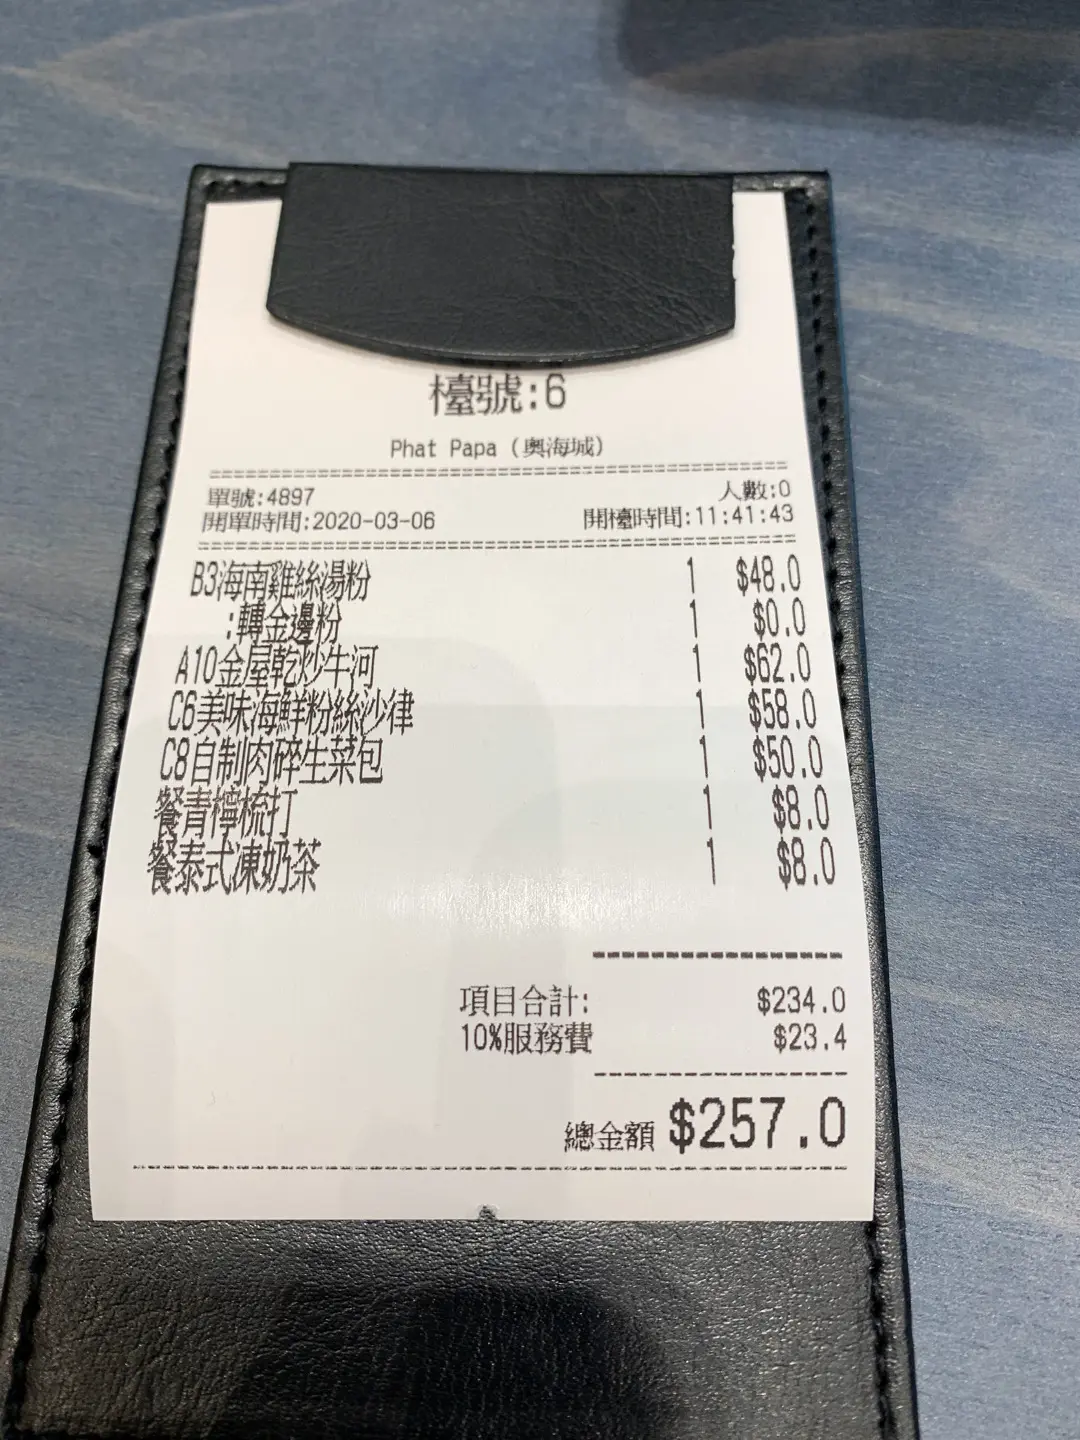 檯號:6
Phat Papa (奧海城)
單號:4897 人數:0
開單時間:2020-03-06 開檯時間:11:41:43
B3海南雞絲湯粉 1 $48.0
:轉金邊粉 1 $0.0
A10金屋乾炒牛河 1 $62.0
C6美味海鮮粉絲沙律 1 $58.0
C8自制肉碎生菜包 1 $50.0
餐青檸梳打 1 $8.0
餐泰式凍奶茶 1 $8.0
項目合計: $234.0
10%服務費 $23.4
總金額 $257.0